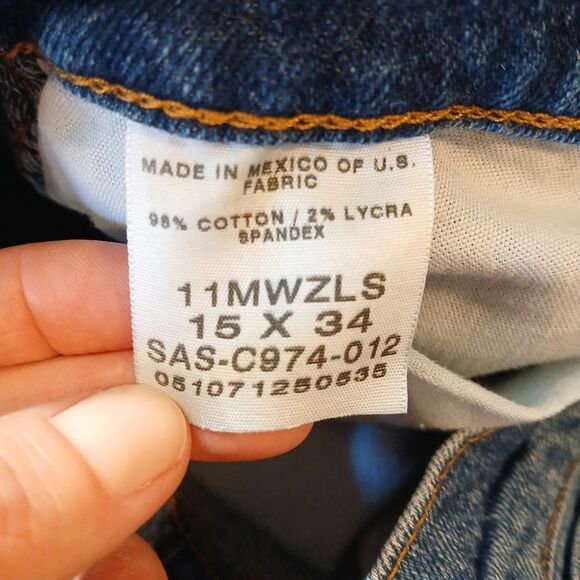 MADE IN MEXICO OF U.S.
FABRIC
98% COTTON / 2% LYCRA
SPANDEX
11MWZLS
15 X 34
SAS-C974-012
051071250535